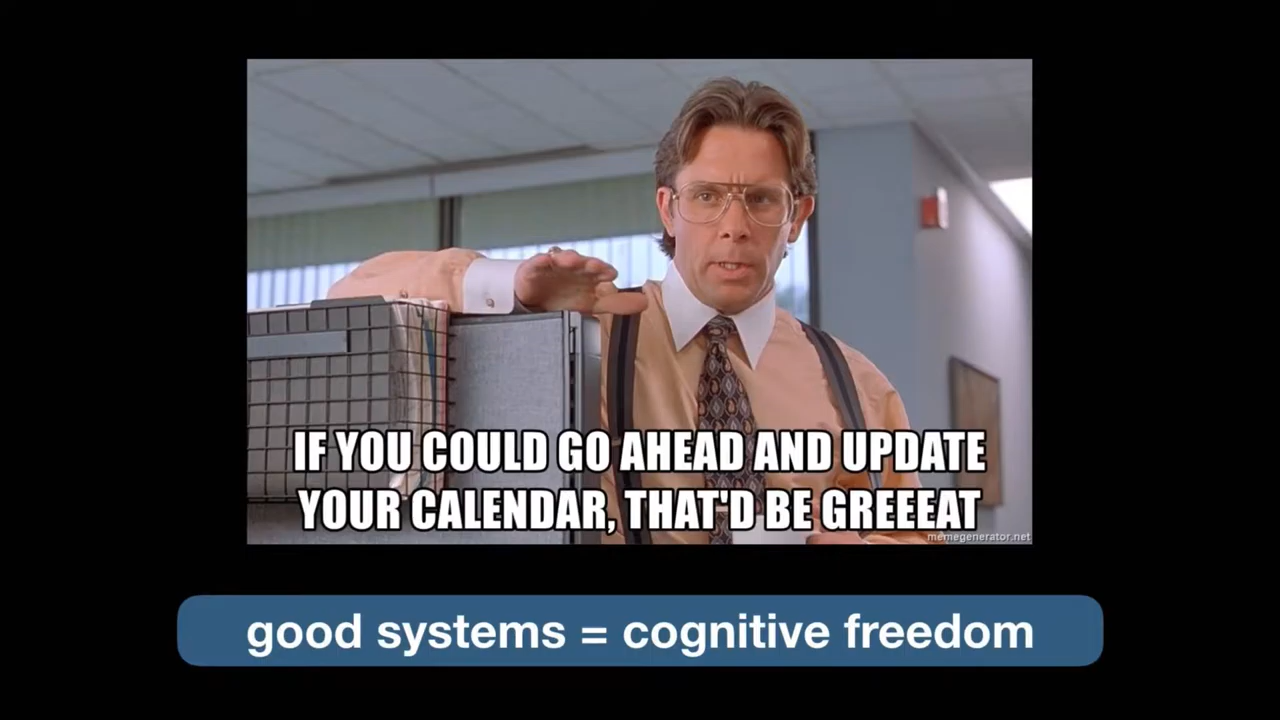 IF YOU COULD GO AHEAD AND UPDATE
YOUR CALENDAR, THAT'D BE GREEEAT
memegenerator.net
good systems = cognitive freedom